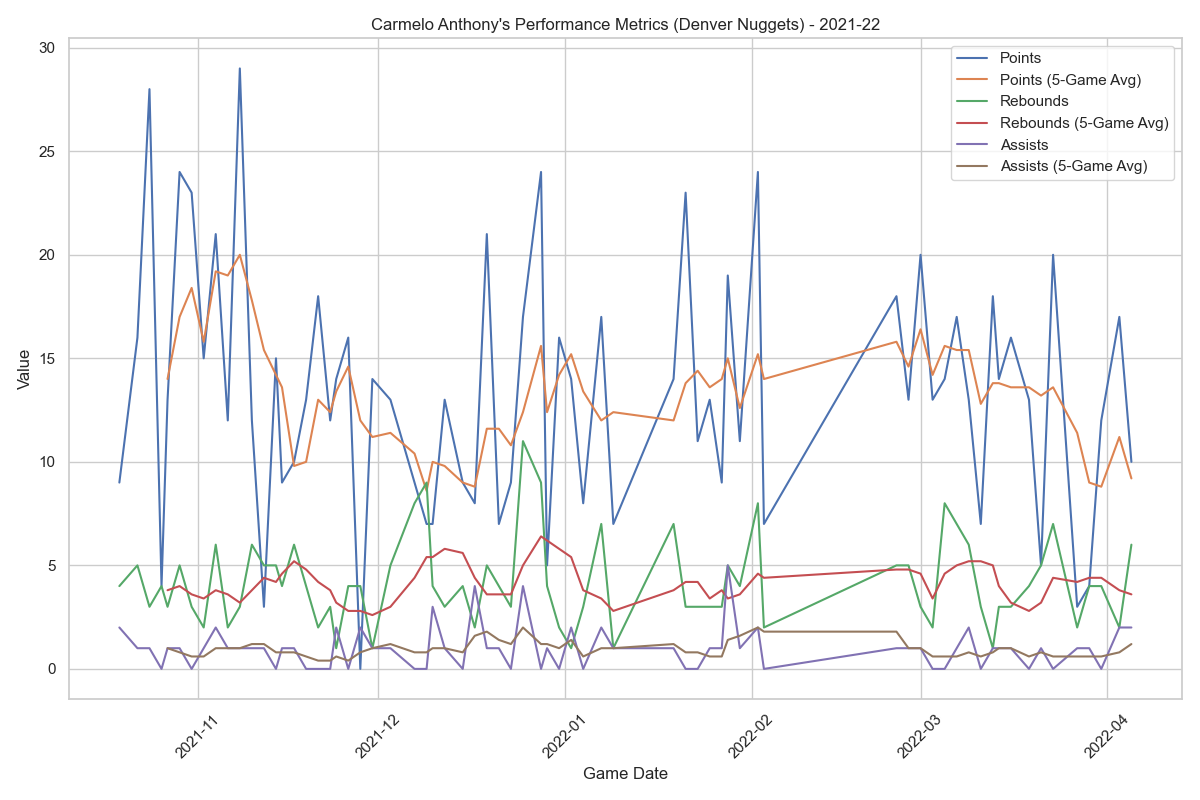 Carmelo Anthony's Performance Metrics (Denver Nuggets) - 2021-22
Points
Points (5-Game Avg)
Rebounds
Rebounds (5-Game Avg)
Assists
Assists (5-Game Avg)
Value
30
25
20
15
10
5
0
2021-11
2021-12
2022-01
2022-02
2022-03
2022-04
Game Date